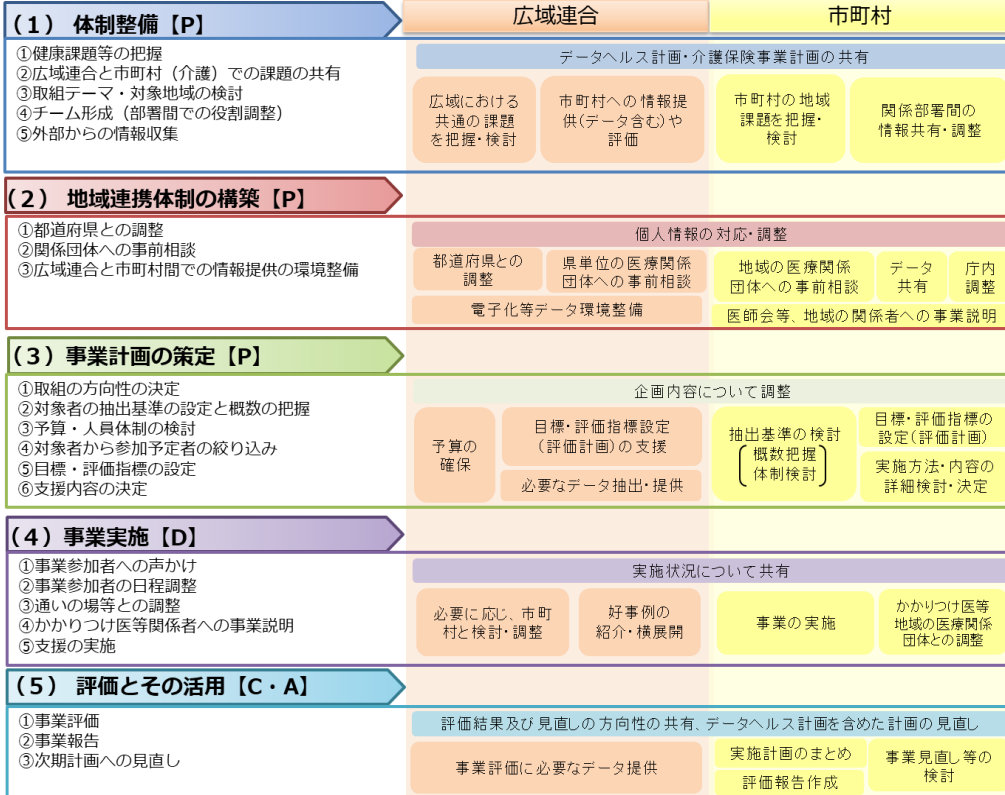 広域連合
市町村
(1) 体制整備【P】
①健康課題等の把握
②広域連合と市町村（介護）での課題の共有
③取組テーマ・対象地域の検討
④チーム形成（部署間での役割調整）
⑤外部からの情報収集
データヘルス計画・介護保険事業計画の共有
広域における
共通の課題
を把握・検討
市町村への情報提
供(データ含む)や
評価
市町村の地域
課題を把握・
検討
関係部署間の
情報共有・調整
(2) 地域連携体制の構築【P】
①都道府県との調整
②関係団体への事前相談
③広域連合と市町村間での情報提供の環境整備
個人情報の対応・調整
都道府県との
調整
県単位の医療関係
団体への事前相談
地域の医療関係
団体への事前相談
データ
共有
庁内
調整
電子化等データ環境整備
医師会等、地域の関係者への事業説明
(3) 事業計画の策定【P】
①取組の方向性の決定
②対象者の抽出基準の設定と概数の把握
③予算・人員体制の検討
④対象者から参加予定者の絞り込み
⑤目標・評価指標の設定
⑥支援内容の決定
企画内容について調整
予算の
確保
目標・評価指標設定
(評価計画)の支援
必要なデータ抽出・提供
抽出基準の検討
概数把握
体制検討
目標・評価指標の
設定(評価計画)
実施方法・内容の
詳細検討・決定
(4) 事業実施【D】
①事業参加者への声かけ
②事業参加者の日程調整
③通いの場等との調整
④かかりつけ医等関係者への事業説明
⑤支援の実施
実施状況について共有
必要に応じ、市町
村と検討・調整
好事例の
紹介・横展開
事業の実施
かかりつけ医等
地域の医療関係
団体との調整
(5) 評価とその活用【C・A】
①事業評価
②事業報告
③次期計画への見直し
評価結果及び見直しの方向性の共有、データヘルス計画を含めた計画の見直し
事業評価に必要なデータ提供
実施計画のまとめ
評価報告作成
事業見直し等の
検討